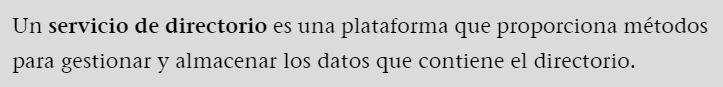 Un servicio de directorio es una plataforma que proporciona métodos
para gestionar y almacenar los datos que contiene el directorio.